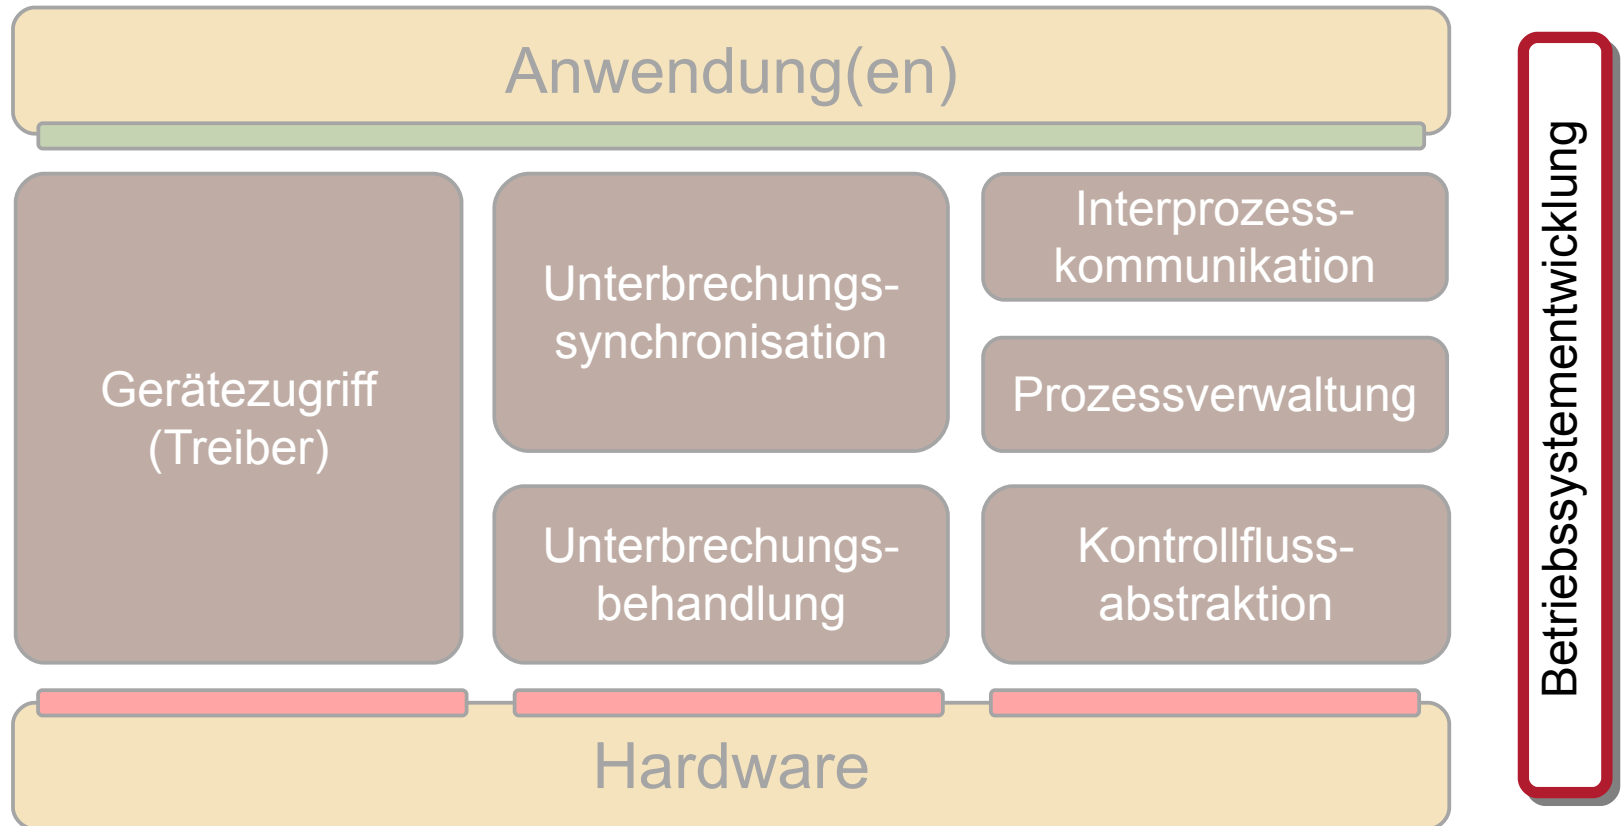 Anwendung(en)
Gerätezugriff
(Treiber)
Unterbrechungs-
synchronisation
Unterbrechungs-
behandlung
Interprozess-
kommunikation
Prozessverwaltung
Kontrollfluss-
abstraktion
Hardware
Betriebssystementwicklung